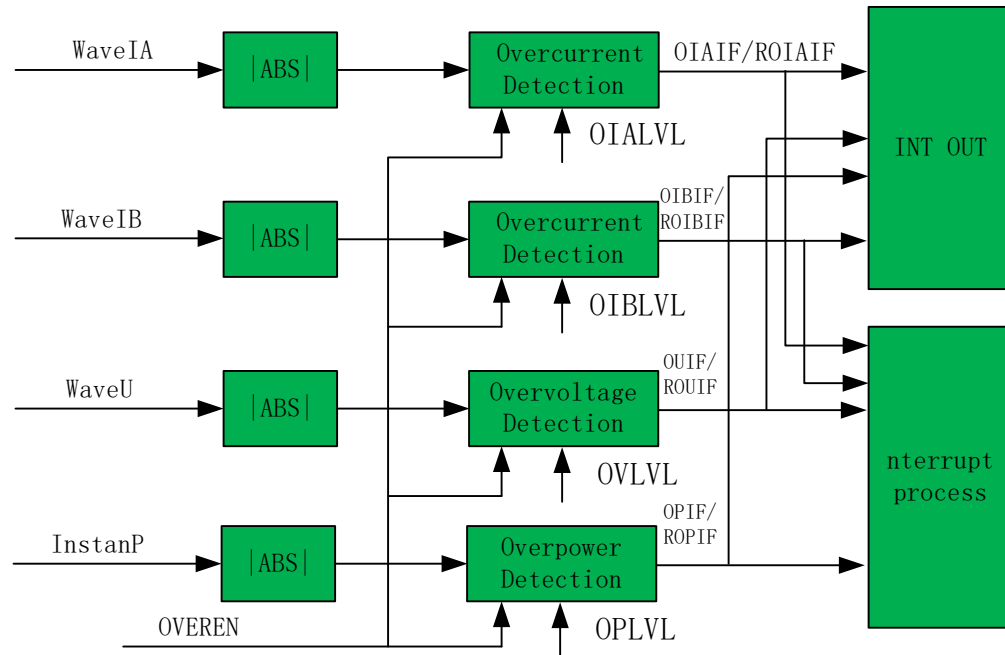 WaveIA
|ABS|
Overcurrent
Detection
OIAIF/ROIAIF
OIALVL
INT OUT
WaveIB
|ABS|
Overcurrent
Detection
OIBIF/
ROIBIF
OIBLVL
WaveU
|ABS|
Overvoltage
Detection
OUIF/
ROUIF
OVLVL
nterrupt
process
InstanP
|ABS|
Overpower
Detection
OPIF/
ROPIF
OVEREN
OPLVL